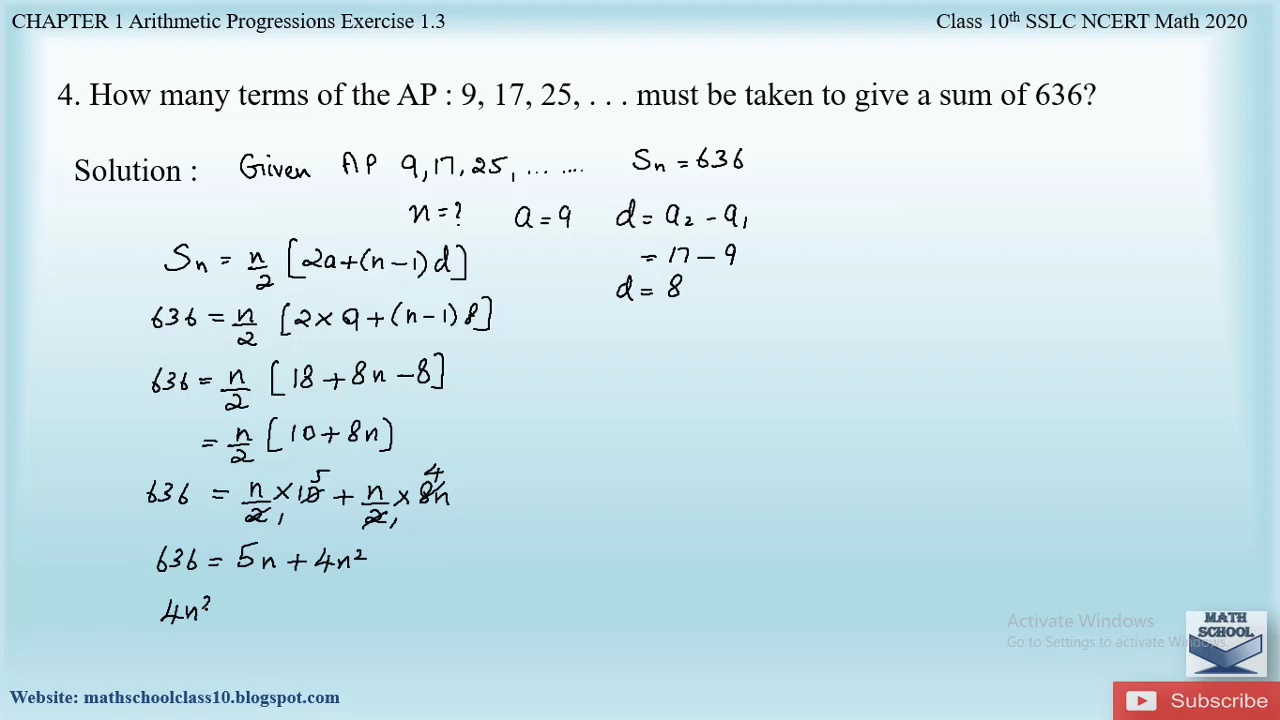 CHAPTER 1 Arithmetic Progressions Exercise 1.3
Class 10th SSLC NCERT Math 2020
4. How many terms of the AP : 9, 17, 25, . . . must be taken to give a sum of 636?
Solution : Given AP 9, 17, 25, ... .... Sn = 636
n = ? a = 9 d = a₂ - a₁
= 17 - 9
d = 8
Sn = n/2 [2a+(n-1)d]
636 = n/2 [2 × 9 + (n-1) 8]
636 = n/2 [18 + 8n - 8]
= n/2 [10 + 8n]
636 = n/2 1 × 10 5 + n/2 1 × 8n 4
636 = 5n + 4n²
4n²
Activate Windows
Go to Settings to activate Windows.
MATH
SCHOOL
Website: mathschoolclass10.blogspot.com
Subscribe